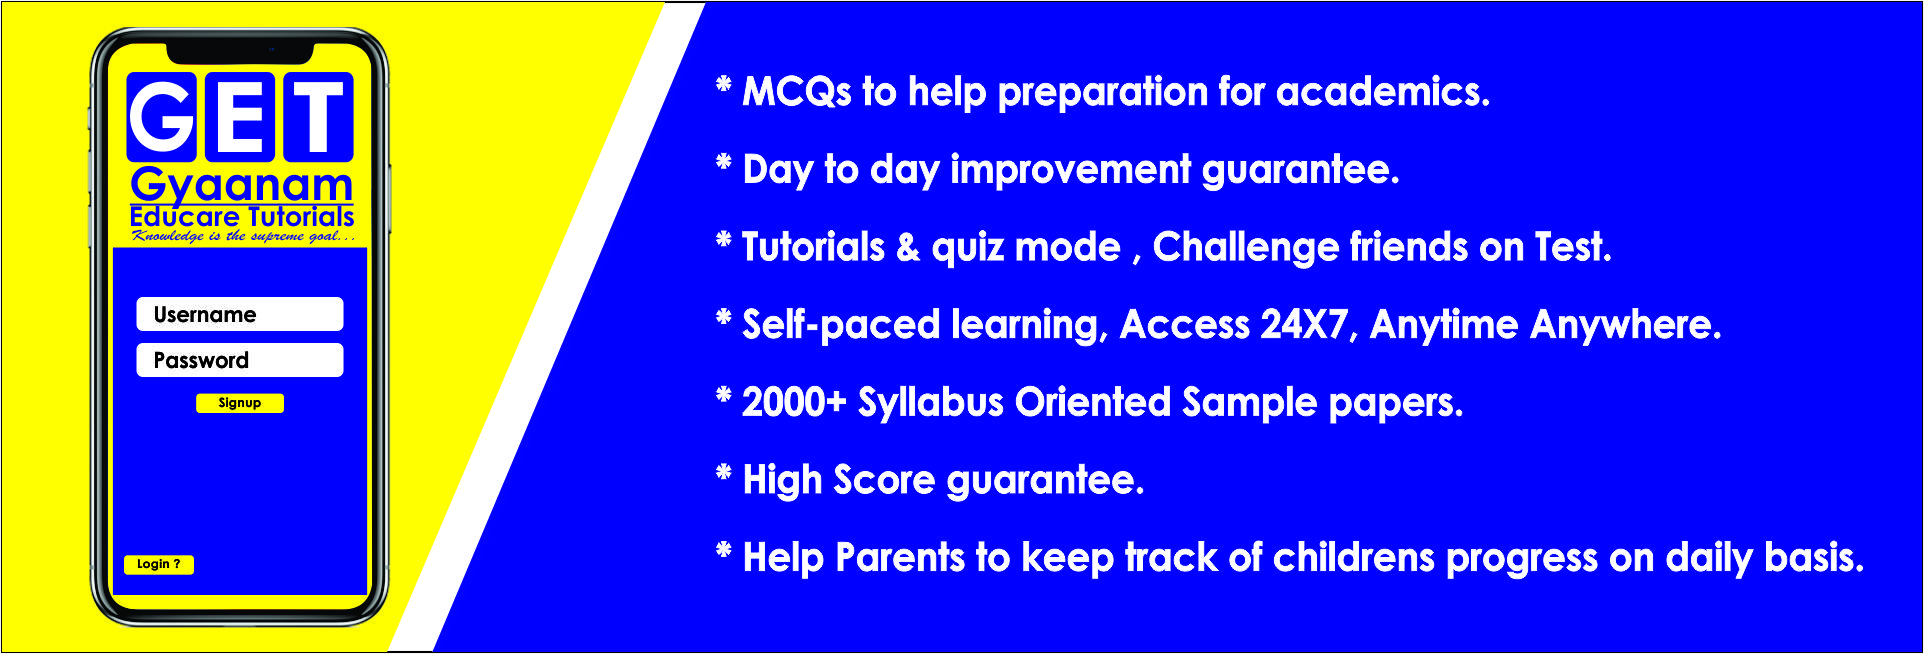 GET
Gyaanam
Educare Tutorials
Knowledge is the supreme goal...
Username
Password
Signup
Login ?
* MCQs to help preparation for academics.
* Day to day improvement guarantee.
* Tutorials & quiz mode , Challenge friends on Test.
* Self-paced learning, Access 24X7, Anytime Anywhere.
* 2000+ Syllabus Oriented Sample papers.
* High Score guarantee.
* Help Parents to keep track of childrens progress on daily basis.